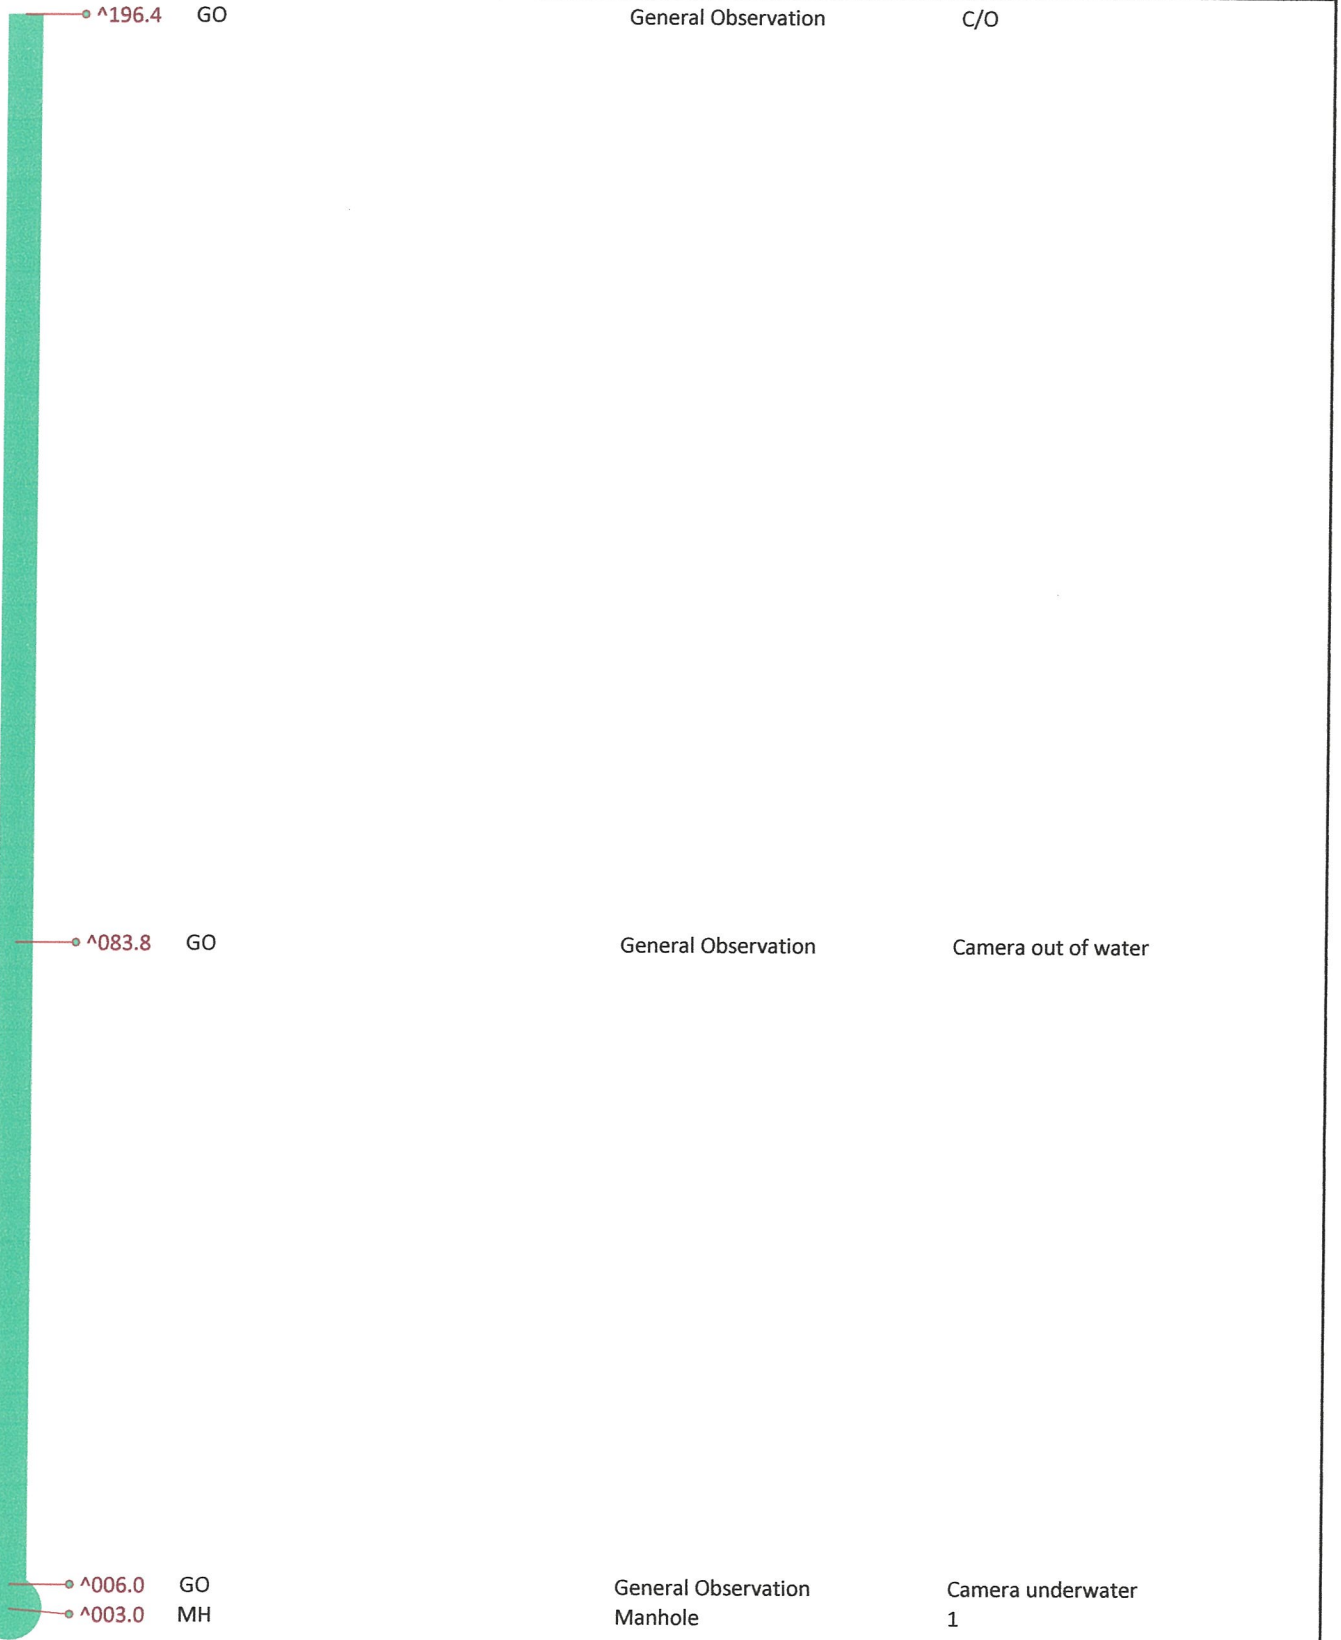 ^196.4 GO General Observation C/O
^083.8 GO General Observation Camera out of water
^006.0 GO General Observation Camera underwater
^003.0 MH Manhole 1